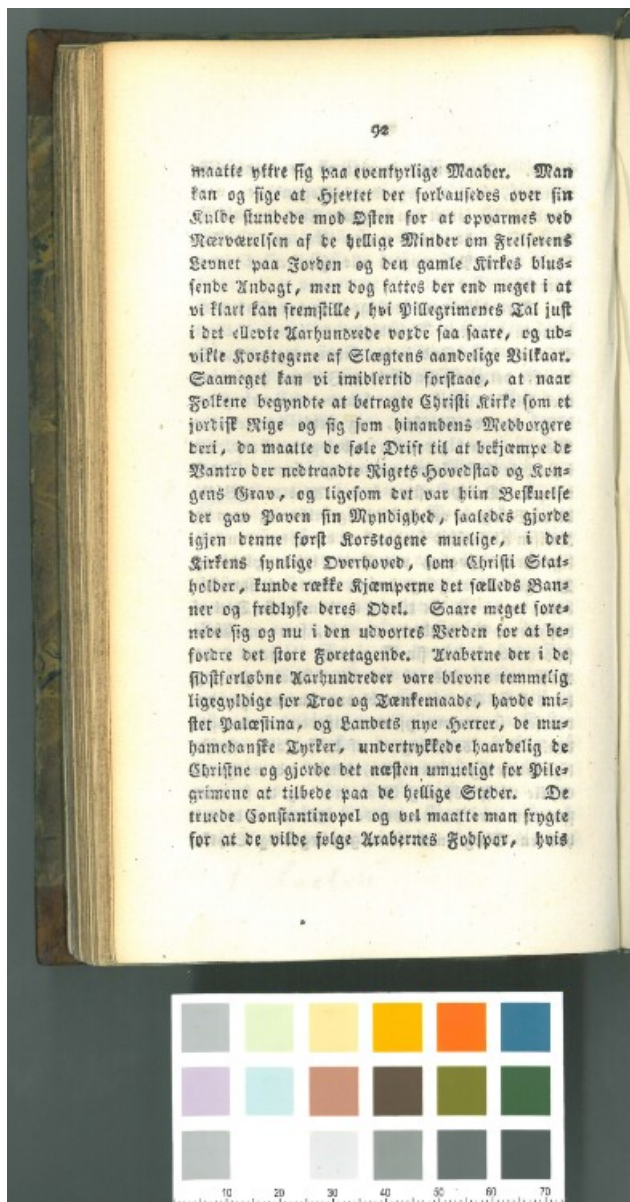 92
maatte yttre sig paa eventyrlige Maader. Man
kan og sige at Hjertet der forbausedes over sin
Kulde stundede mod Østen for at opvarmes ved
Nærværelsen af de hellige Minder om Frelserens
Levnet paa Jorden og den gamle Kirkes blus-
sende Andagt, men dog fattes der end meget i at
vi klart kan fremstille, hvi Pillegrimenes Tal just
i det ellevte Aarhundrede voxde saa saare, og ud-
vikle Korstogene af Slægtens aandelige Vilkaar.
Saameget kan vi imidlertid forstaae, at naar
Folkene begyndte at betragte Christi Kirke som et
jordisk Rige og sig som hinandens Medborgere
deri, da maatte de føle Drift til at bekjæmpe de
Vantro der nedtraadte Rigets Hovedstad og Kon-
gens Grav, og ligesom det var hiin Beskuelse
der gav Paven sin Myndighed, saaledes gjorde
igjen denne først Korstogene muelige, i det
Kirkens synlige Overhoved, som Christi Stat-
holder, kunde række Kjæmperne det fælleds Ban-
ner og fredlyse deres Odel. Saare meget fore-
nede sig og nu i den udvortes Verden for at be-
fordre det store Foretagende. Araberne der i de
sidstforløbne Aarhundreder vare blevne temmelig
ligegyldige for Troe og Tænkemaade, havde mi-
stet Palæstina, og Landets nye Herrer, de mu-
hamedanske Tyrker, undertrykkede haardelig de
Christne og gjorde det næsten umueligt for Pile-
grimene at tilbede paa de hellige Steder. De
truede Constantinopel og vel maatte man frygte
for at de vilde følge Arabernes Fodspor, hvis
10 20 30 40 50 60 70